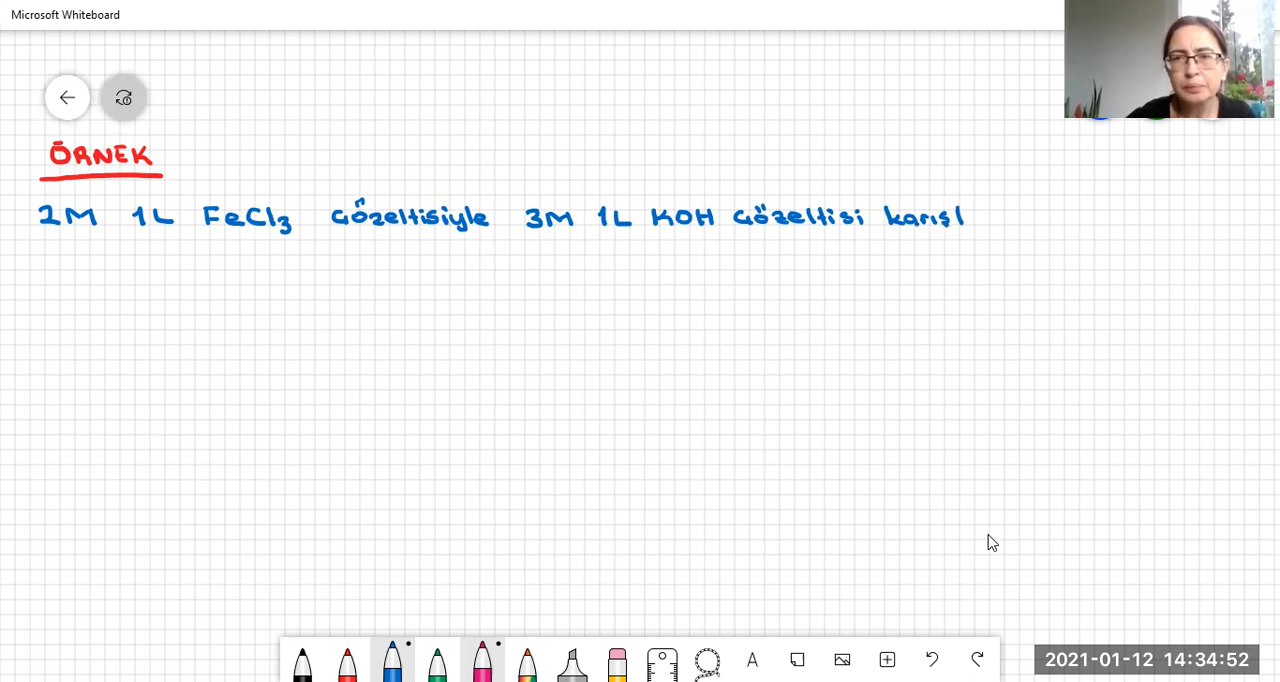 Microsoft Whiteboard
ÖRNEK
2M 1L FeCl3 çözeltisiyle 3M 1L KOH çözeltisi karışl
A
2021-01-12 14:34:52